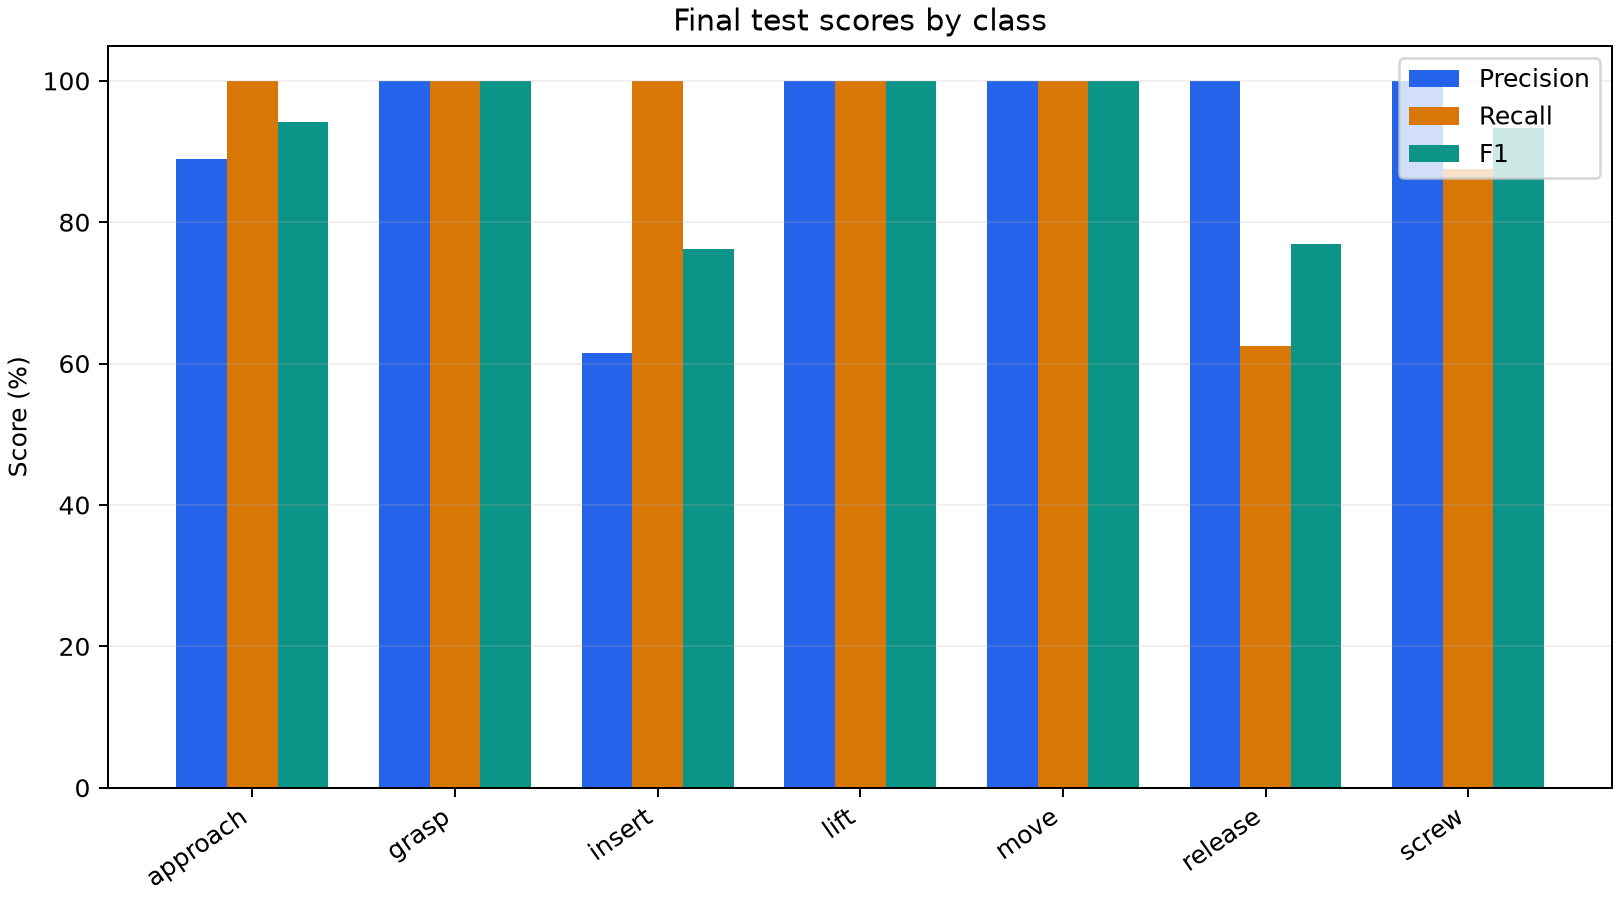 Final test scores by class
Score (%)
100
80
60
40
20
0
Precision
Recall
F1
approach
grasp
insert
lift
move
release
screw